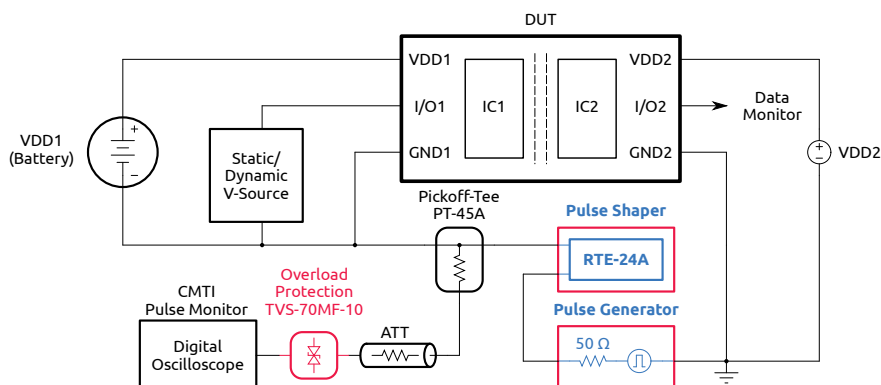 DUT
VDD1
VDD2
I/O1
IC1
IC2
I/O2
Data
Monitor
VDD1
(Battery)
+
−
Static/
Dynamic
V-Source
GND1
GND2
+
−
VDD2
Pickoff-Tee
PT-45A
Pulse Shaper
RTE-24A
CMTI
Pulse Monitor
Overload
Protection
TVS-70MF-10
Pulse Generator
Digital
Oscilloscope
ATT
50 Ω